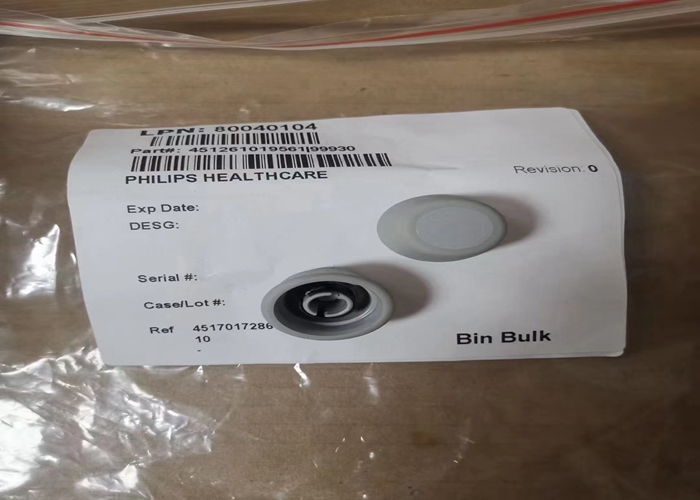 LPN: 80040104
Part#: 451261019561|99930
PHILIPS HEALTHCARE
Revision: 0
Exp Date:
DESG:
Serial #:
Case/Lot #:
Ref 4517017286
10
-
Bin Bulk